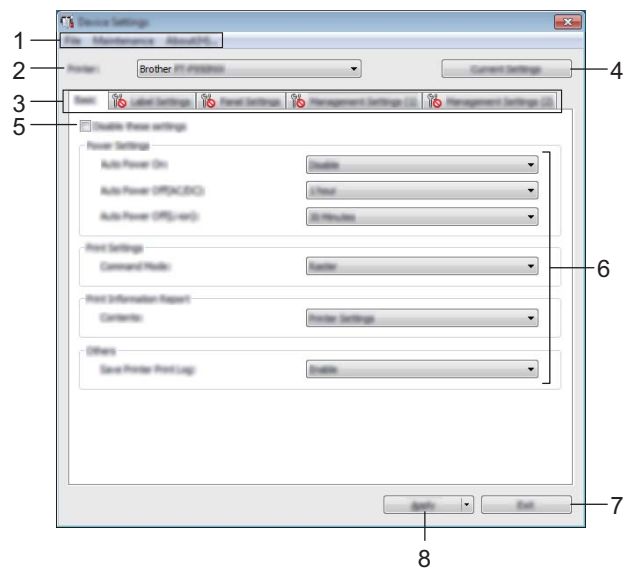 Device Settings
1 File Maintenance About(H)...
2 Printer: Brother
Current Settings 4
3 Basic Label Settings Panel Settings Management Settings (1) Management Settings (2)
5 Disable these settings
Power Settings
Auto Power On: Disable
Auto Power Off(AC/DC): 1 hour
Auto Power Off(Li-ion): 30 Minutes
Print Settings
Command Mode: Raster
6
Print Information Report
Contents: Printer Settings
Others
Save Printer Print Log: Enable
Apply Exit 7
8